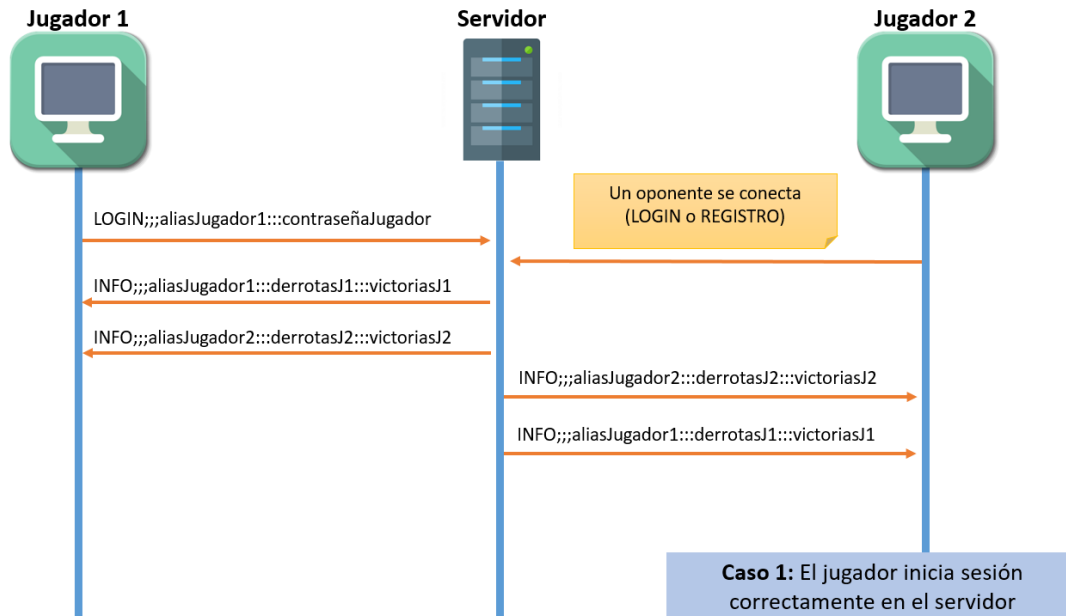 Jugador 1
Servidor
Jugador 2
Un oponente se conecta
(LOGIN o REGISTRO)
LOGIN;;;aliasJugador1:::contraseñaJugador
INFO;;;aliasJugador1:::derrotasJ1:::victoriasJ1
INFO;;;aliasJugador2:::derrotasJ2:::victoriasJ2
INFO;;;aliasJugador2:::derrotasJ2:::victoriasJ2
INFO;;;aliasJugador1:::derrotasJ1:::victoriasJ1
Caso 1: El jugador inicia sesión
correctamente en el servidor